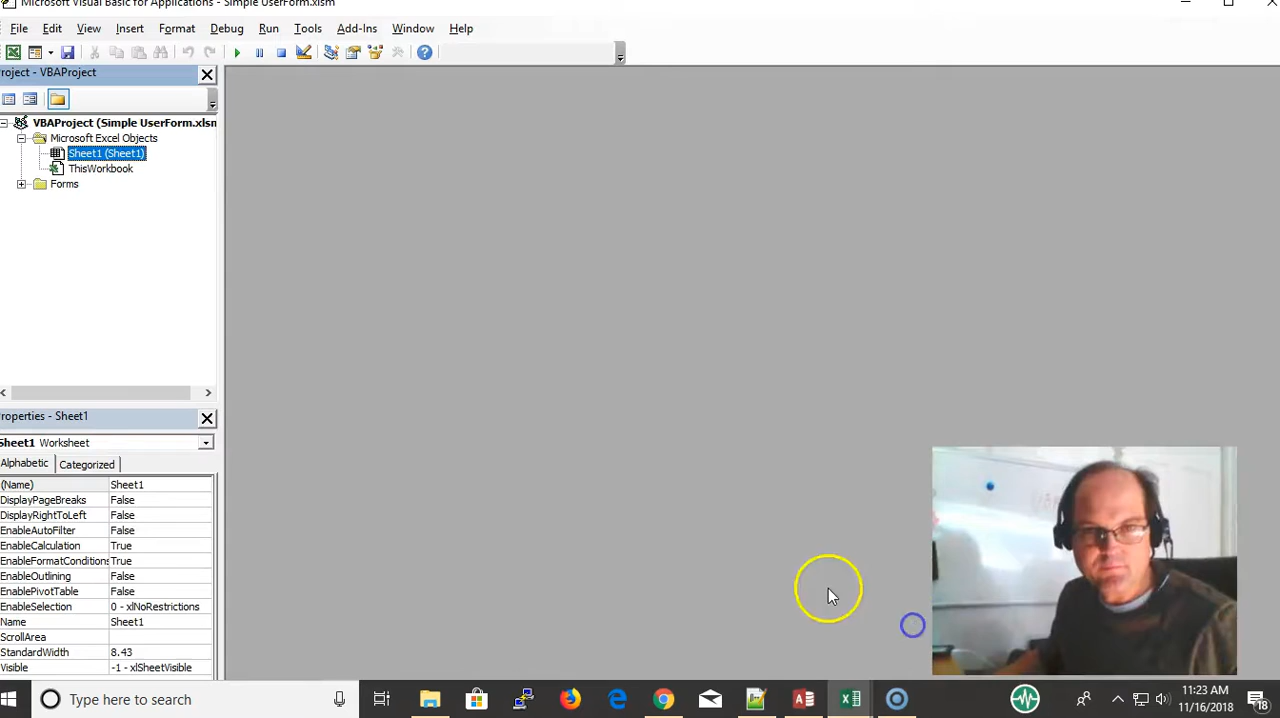 Microsoft Visual Basic for Applications - Simple UserForm.xlsm
File Edit View Insert Format Debug Run Tools Add-Ins Window Help
roject - VBAProject
VBAProject (Simple UserForm.xlsn
Microsoft Excel Objects
Sheet1 (Sheet1)
ThisWorkbook
Forms
roperties - Sheet1
Sheet1 Worksheet
Alphabetic Categorized
(Name) Sheet1
DisplayPageBreaks False
DisplayRightToLeft False
EnableAutoFilter False
EnableCalculation True
EnableFormatConditions True
EnableOutlining False
EnablePivotTable False
EnableSelection 0 - xlNoRestrictions
Name Sheet1
ScrollArea
StandardWidth 8.43
Visible -1 - xlSheetVisible
Type here to search
11:23 AM
11/16/2018
18